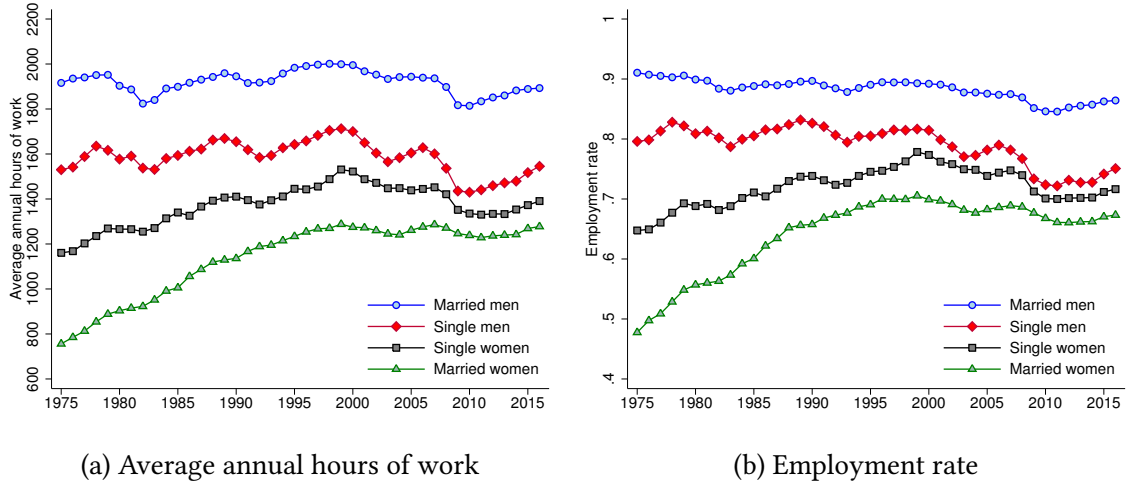 Average annual hours of work
600 800 1000 1200 1400 1600 1800 2000 2200
Married men
Single men
Single women
Married women
1975 1980 1985 1990 1995 2000 2005 2010 2015
(a) Average annual hours of work
Employment rate
.4 .5 .6 .7 .8 .9 1
Married men
Single men
Single women
Married women
1975 1980 1985 1990 1995 2000 2005 2010 2015
(b) Employment rate